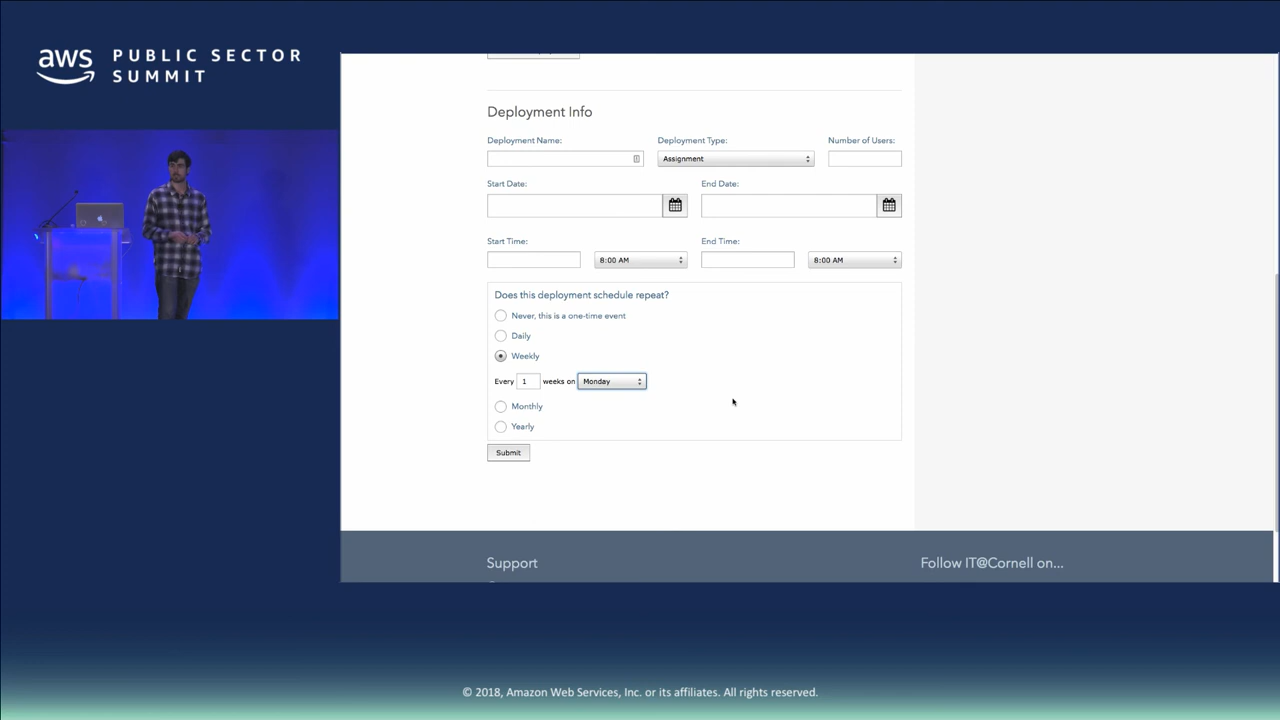 aws PUBLIC SECTOR
SUMMIT
Deployment Info
Deployment Name: Deployment Type: Number of Users:
Assignment
Start Date: End Date:
Start Time: End Time:
8:00 AM 8:00 AM
Does this deployment schedule repeat?
Never, this is a one-time event
Daily
Weekly
Every 1 weeks on Monday
Monthly
Yearly
Submit
Support Follow IT@Cornell on...
© 2018, Amazon Web Services, Inc. or its affiliates. All rights reserved.